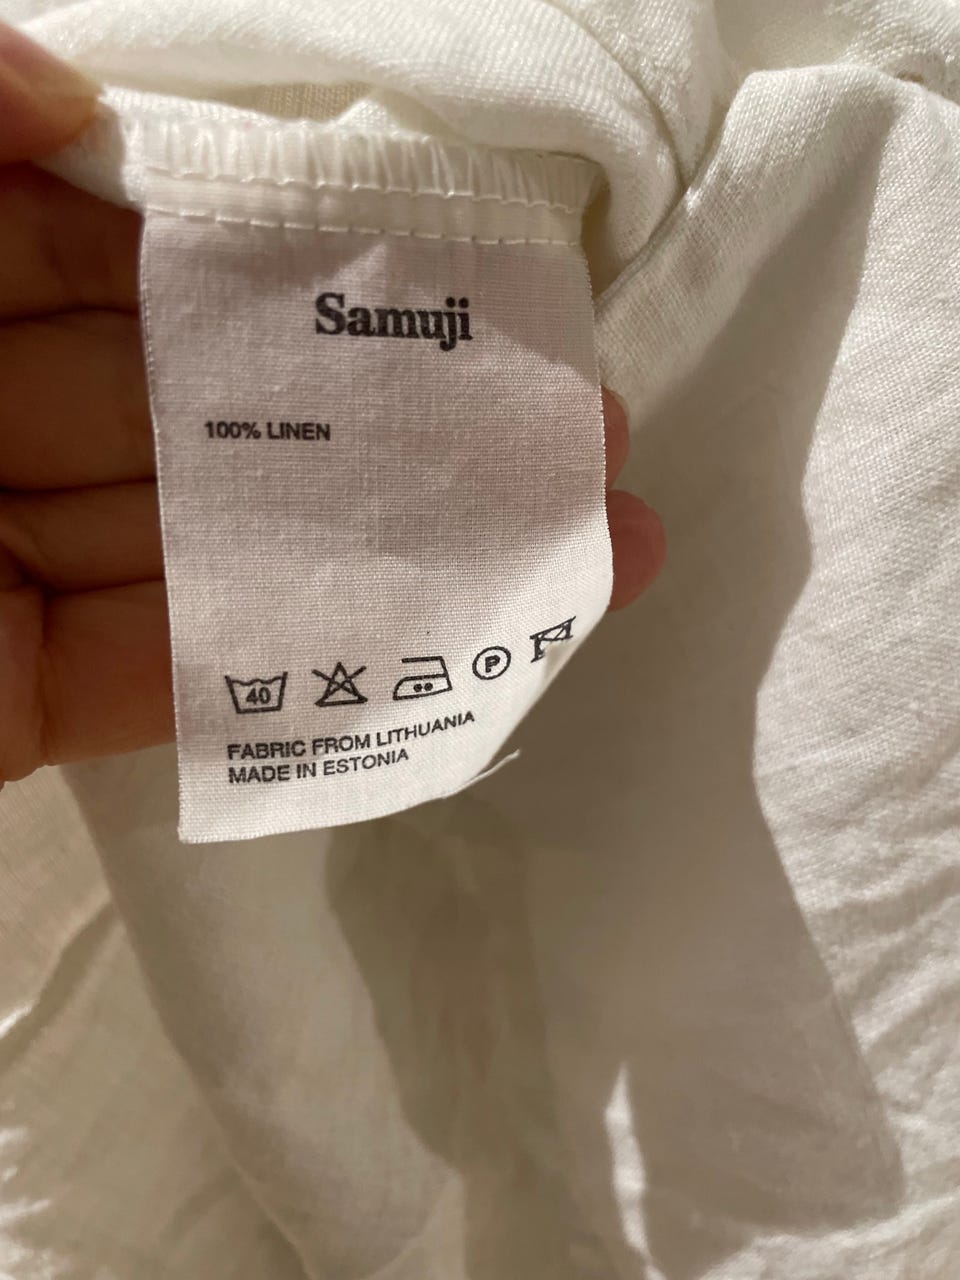 Samuji
100% LINEN
40 P
FABRIC FROM LITHUANIA
MADE IN ESTONIA